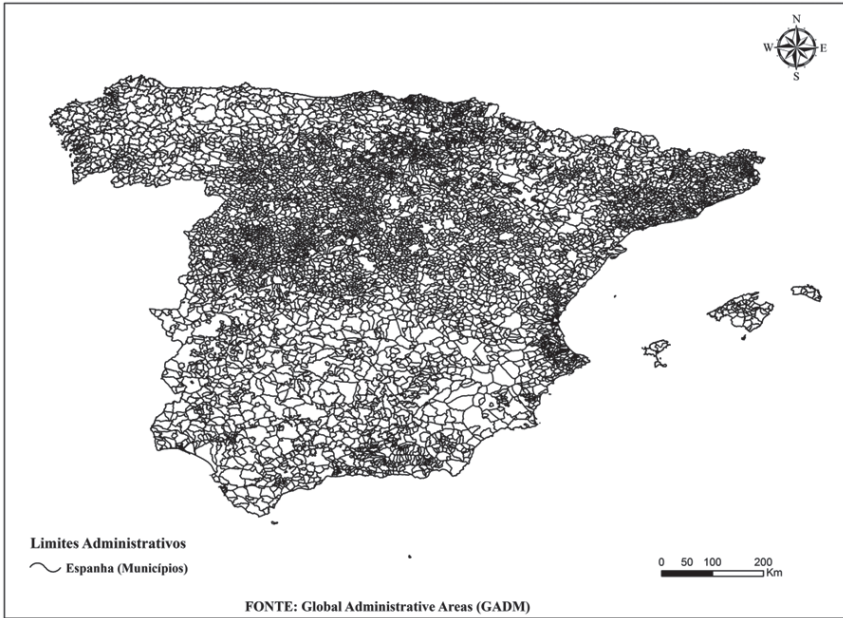 N
W E
S
Limites Administrativos
Espanha (Municípios)
0 50 100 200
Km
FONTE: Global Administrative Areas (GADM)